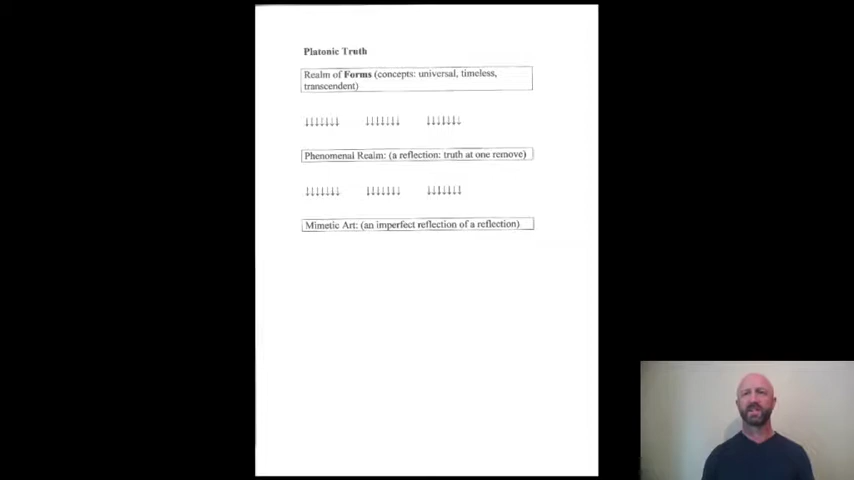 Platonic Truth
Realm of Forms (concepts: universal, timeless,
transcendent)
↓↓↓↓↓↓↓ ↓↓↓↓↓↓↓ ↓↓↓↓↓↓↓
Phenomenal Realm: (a reflection: truth at one remove)
↓↓↓↓↓↓↓ ↓↓↓↓↓↓↓ ↓↓↓↓↓↓↓
Mimetic Art: (an imperfect reflection of a reflection)